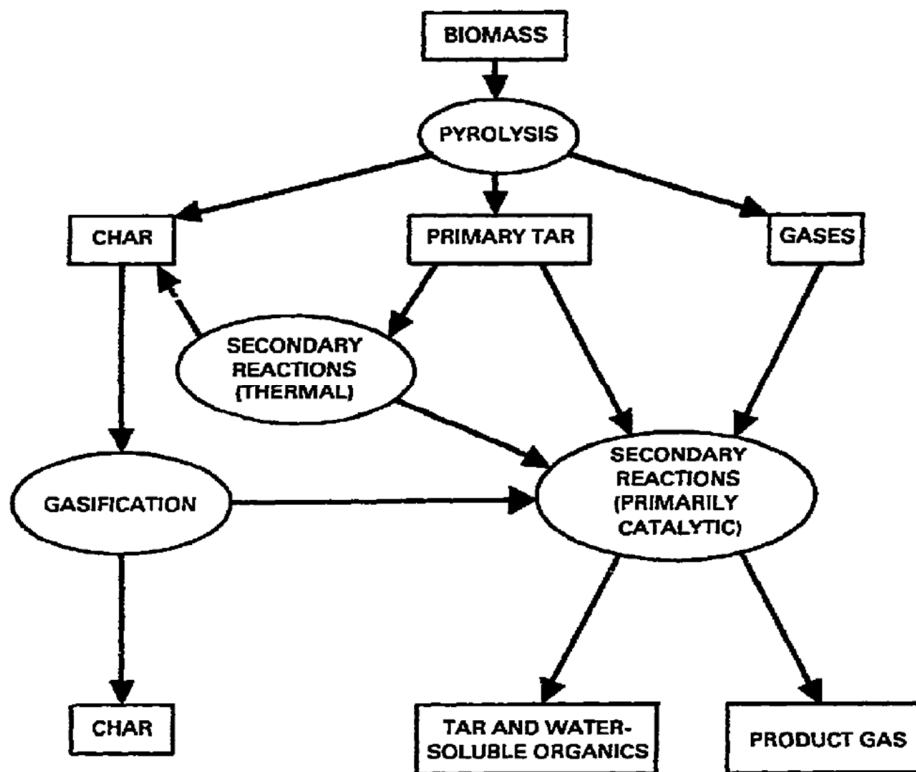 BIOMASS
PYROLYSIS
CHAR
PRIMARY TAR
GASES
SECONDARY
REACTIONS
(THERMAL)
GASIFICATION
SECONDARY
REACTIONS
(PRIMARILY
CATALYTIC)
CHAR
TAR AND WATER-
SOLUBLE ORGANICS
PRODUCT GAS